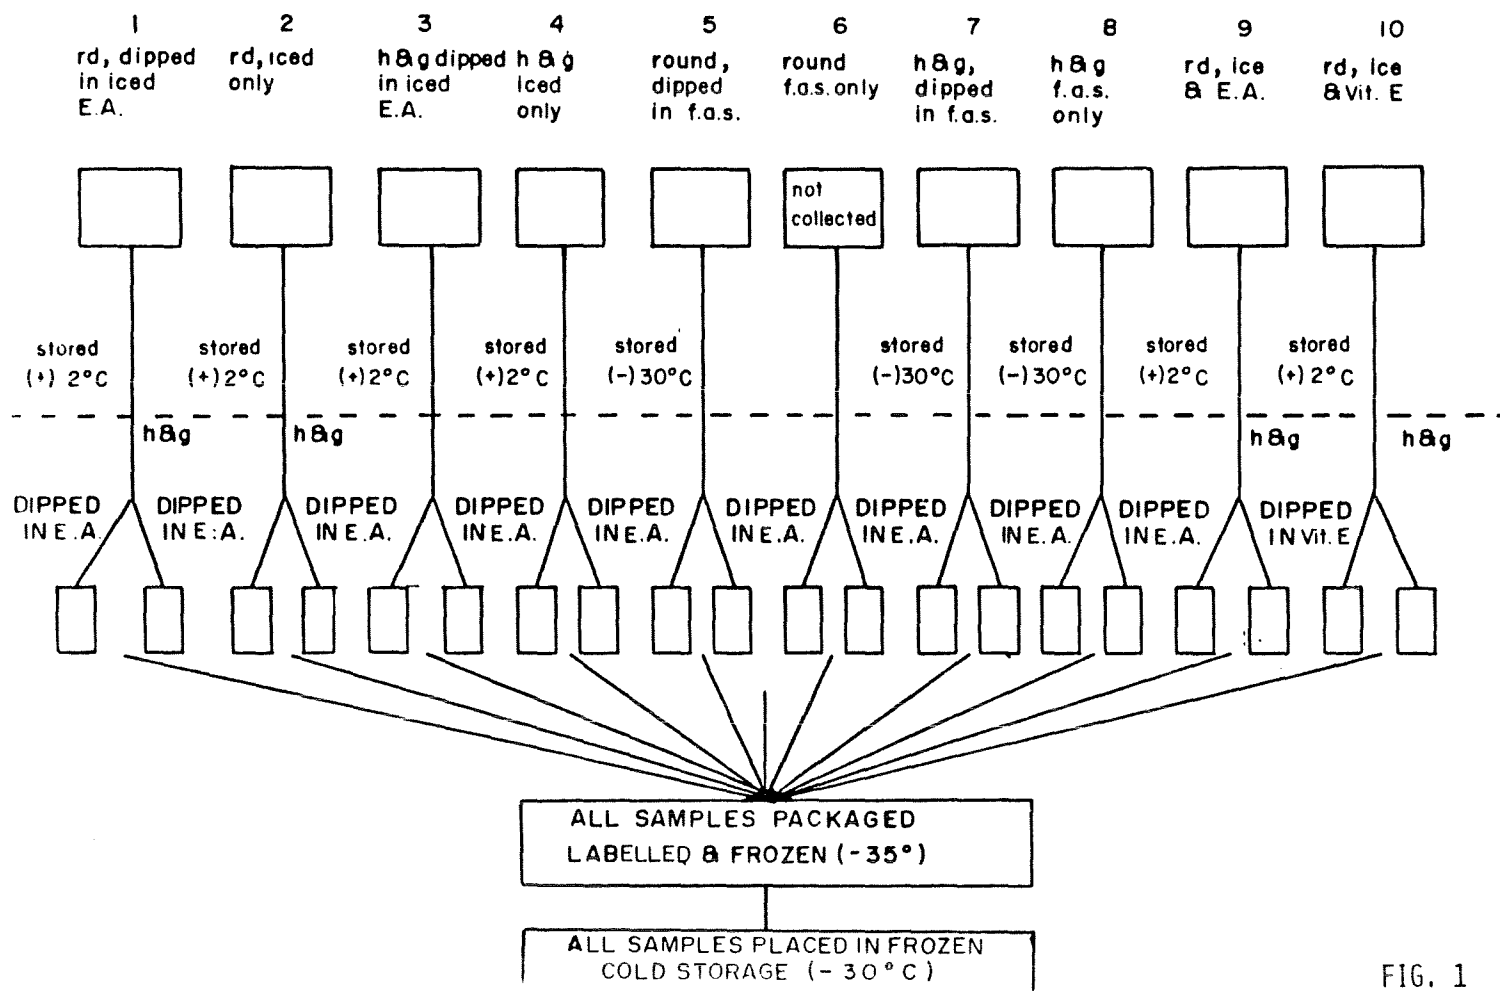 1
rd, dipped
in iced
E.A.
2
rd, iced
only
3
h&g dipped
in iced
E.A.
4
h & g
iced
only
5
round,
dipped
in f.a.s.
6
round
f.a.s. only
7
h&g,
dipped
in f.a.s.
8
h&g
f.a.s.
only
9
rd, ice
& E.A.
10
rd, ice
& Vit. E
not
collected
stored
(+) 2°C
stored
(+) 2°C
stored
(+) 2°C
stored
(+) 2°C
stored
(-) 30°C
stored
(-) 30°C
stored
(-) 30°C
stored
(+) 2°C
stored
(+) 2°C
h&g
h&g
h&g
h&g
DIPPED
IN E.A.
DIPPED
IN E.A.
DIPPED
IN E.A.
DIPPED
IN E.A.
DIPPED
IN E.A.
DIPPED
IN E.A.
DIPPED
IN E.A.
DIPPED
IN E.A.
DIPPED
IN E.A.
DIPPED
IN Vit. E
ALL SAMPLES PACKAGED
LABELLED & FROZEN (-35°)
ALL SAMPLES PLACED IN FROZEN
COLD STORAGE (-30°C)
FIG. 1